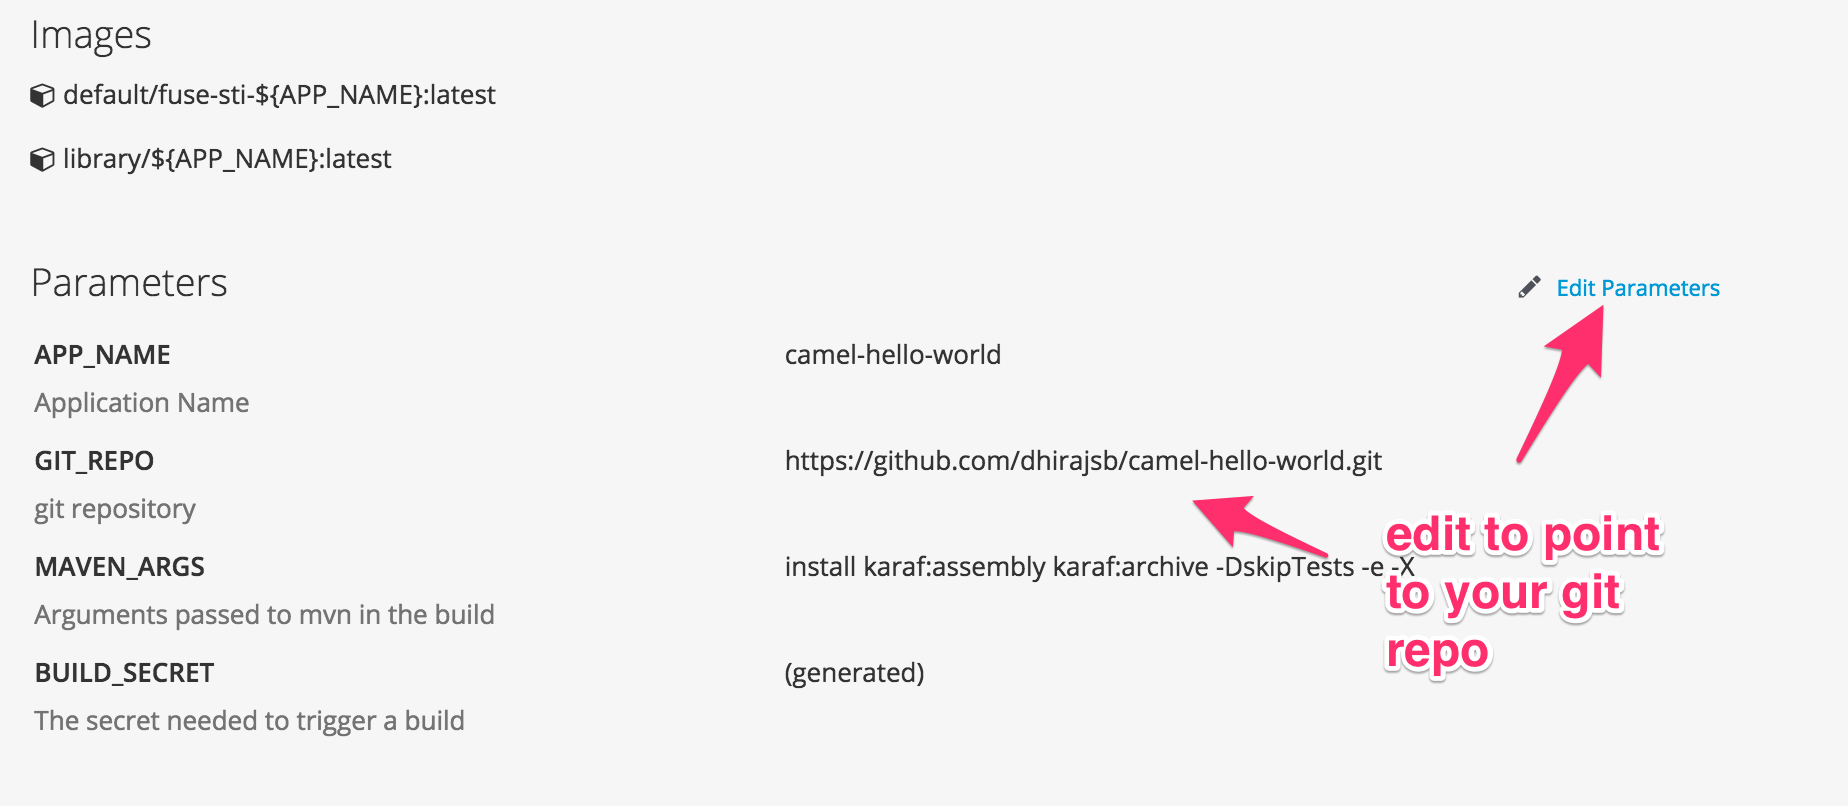 Images
default/fuse-sti-${APP_NAME}:latest
library/${APP_NAME}:latest
Parameters
Edit Parameters
APP_NAME
camel-hello-world
Application Name
GIT_REPO
https://github.com/dhirajsb/camel-hello-world.git
git repository
MAVEN_ARGS
install karaf:assembly karaf:archive -DskipTests -e -X
Arguments passed to mvn in the build
BUILD_SECRET
(generated)
The secret needed to trigger a build
edit to point
to your git
repo